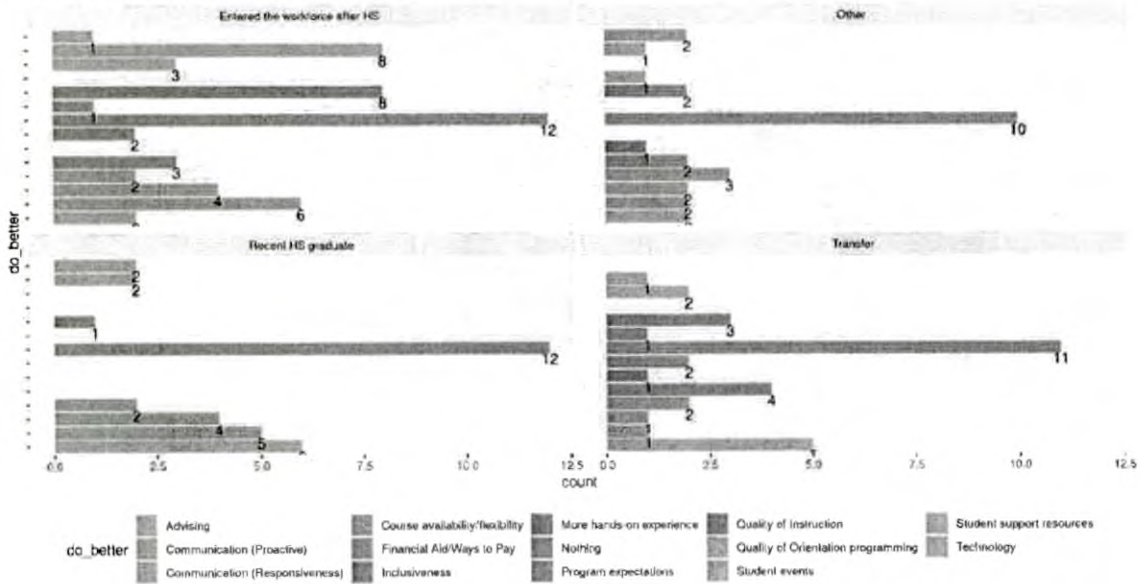 Entered the workforce after HS
Other
1
8
3
8
1
12
2
3
2
4
6
2
1
1
2
10
1
2
3
2
2
2
do_better
Recent HS graduate
Transfer
2
2
1
12
2
4
5
1
2
3
1
11
2
1
4
2
1
1
0.0 2.5 5.0 7.5 10.0 12.5 0.0 2.5 5.0 7.5 10.0 12.5
count
do_better
Advising
Communication (Proactive)
Communication (Responsiveness)
Course availability/flexibility
Financial Aid/Ways to Pay
Inclusiveness
More hands-on experience
Nothing
Program expectations
Quality of Instruction
Quality of Orientation programming
Student events
Student support resources
Technology